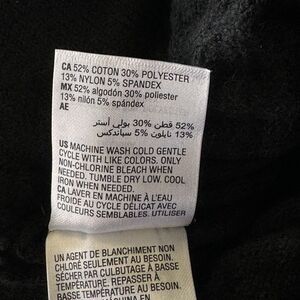 CA 52% COTON 30% POLYESTER
13% NYLON 5% SPANDEX
MX 52% algodón 30% poliester
13% nilón 5% spándex
AE
52% قطن 30% بولي أستر
13% نايلون 5% سباندكس
US MACHINE WASH COLD GENTLE
CYCLE WITH LIKE COLORS. ONLY
NON-CHLORINE BLEACH WHEN
NEEDED. TUMBLE DRY LOW. COOL
IRON WHEN NEEDED.
CA LAVER EN MACHINE À L'EAU
FROIDE AU CYCLE DÉLICAT AVEC
COULEURS SEMBLABLES. UTILISER
UN AGENT DE BLANCHIMENT NON
CHLORÉ SEULEMENT AU BESOIN.
SÉCHER PAR CULBUTAGE À BASSE
TEMPÉRATURE. REPASSER À
BASSE TEMPÉRATURE AU BESOIN.
EN CHINA EN